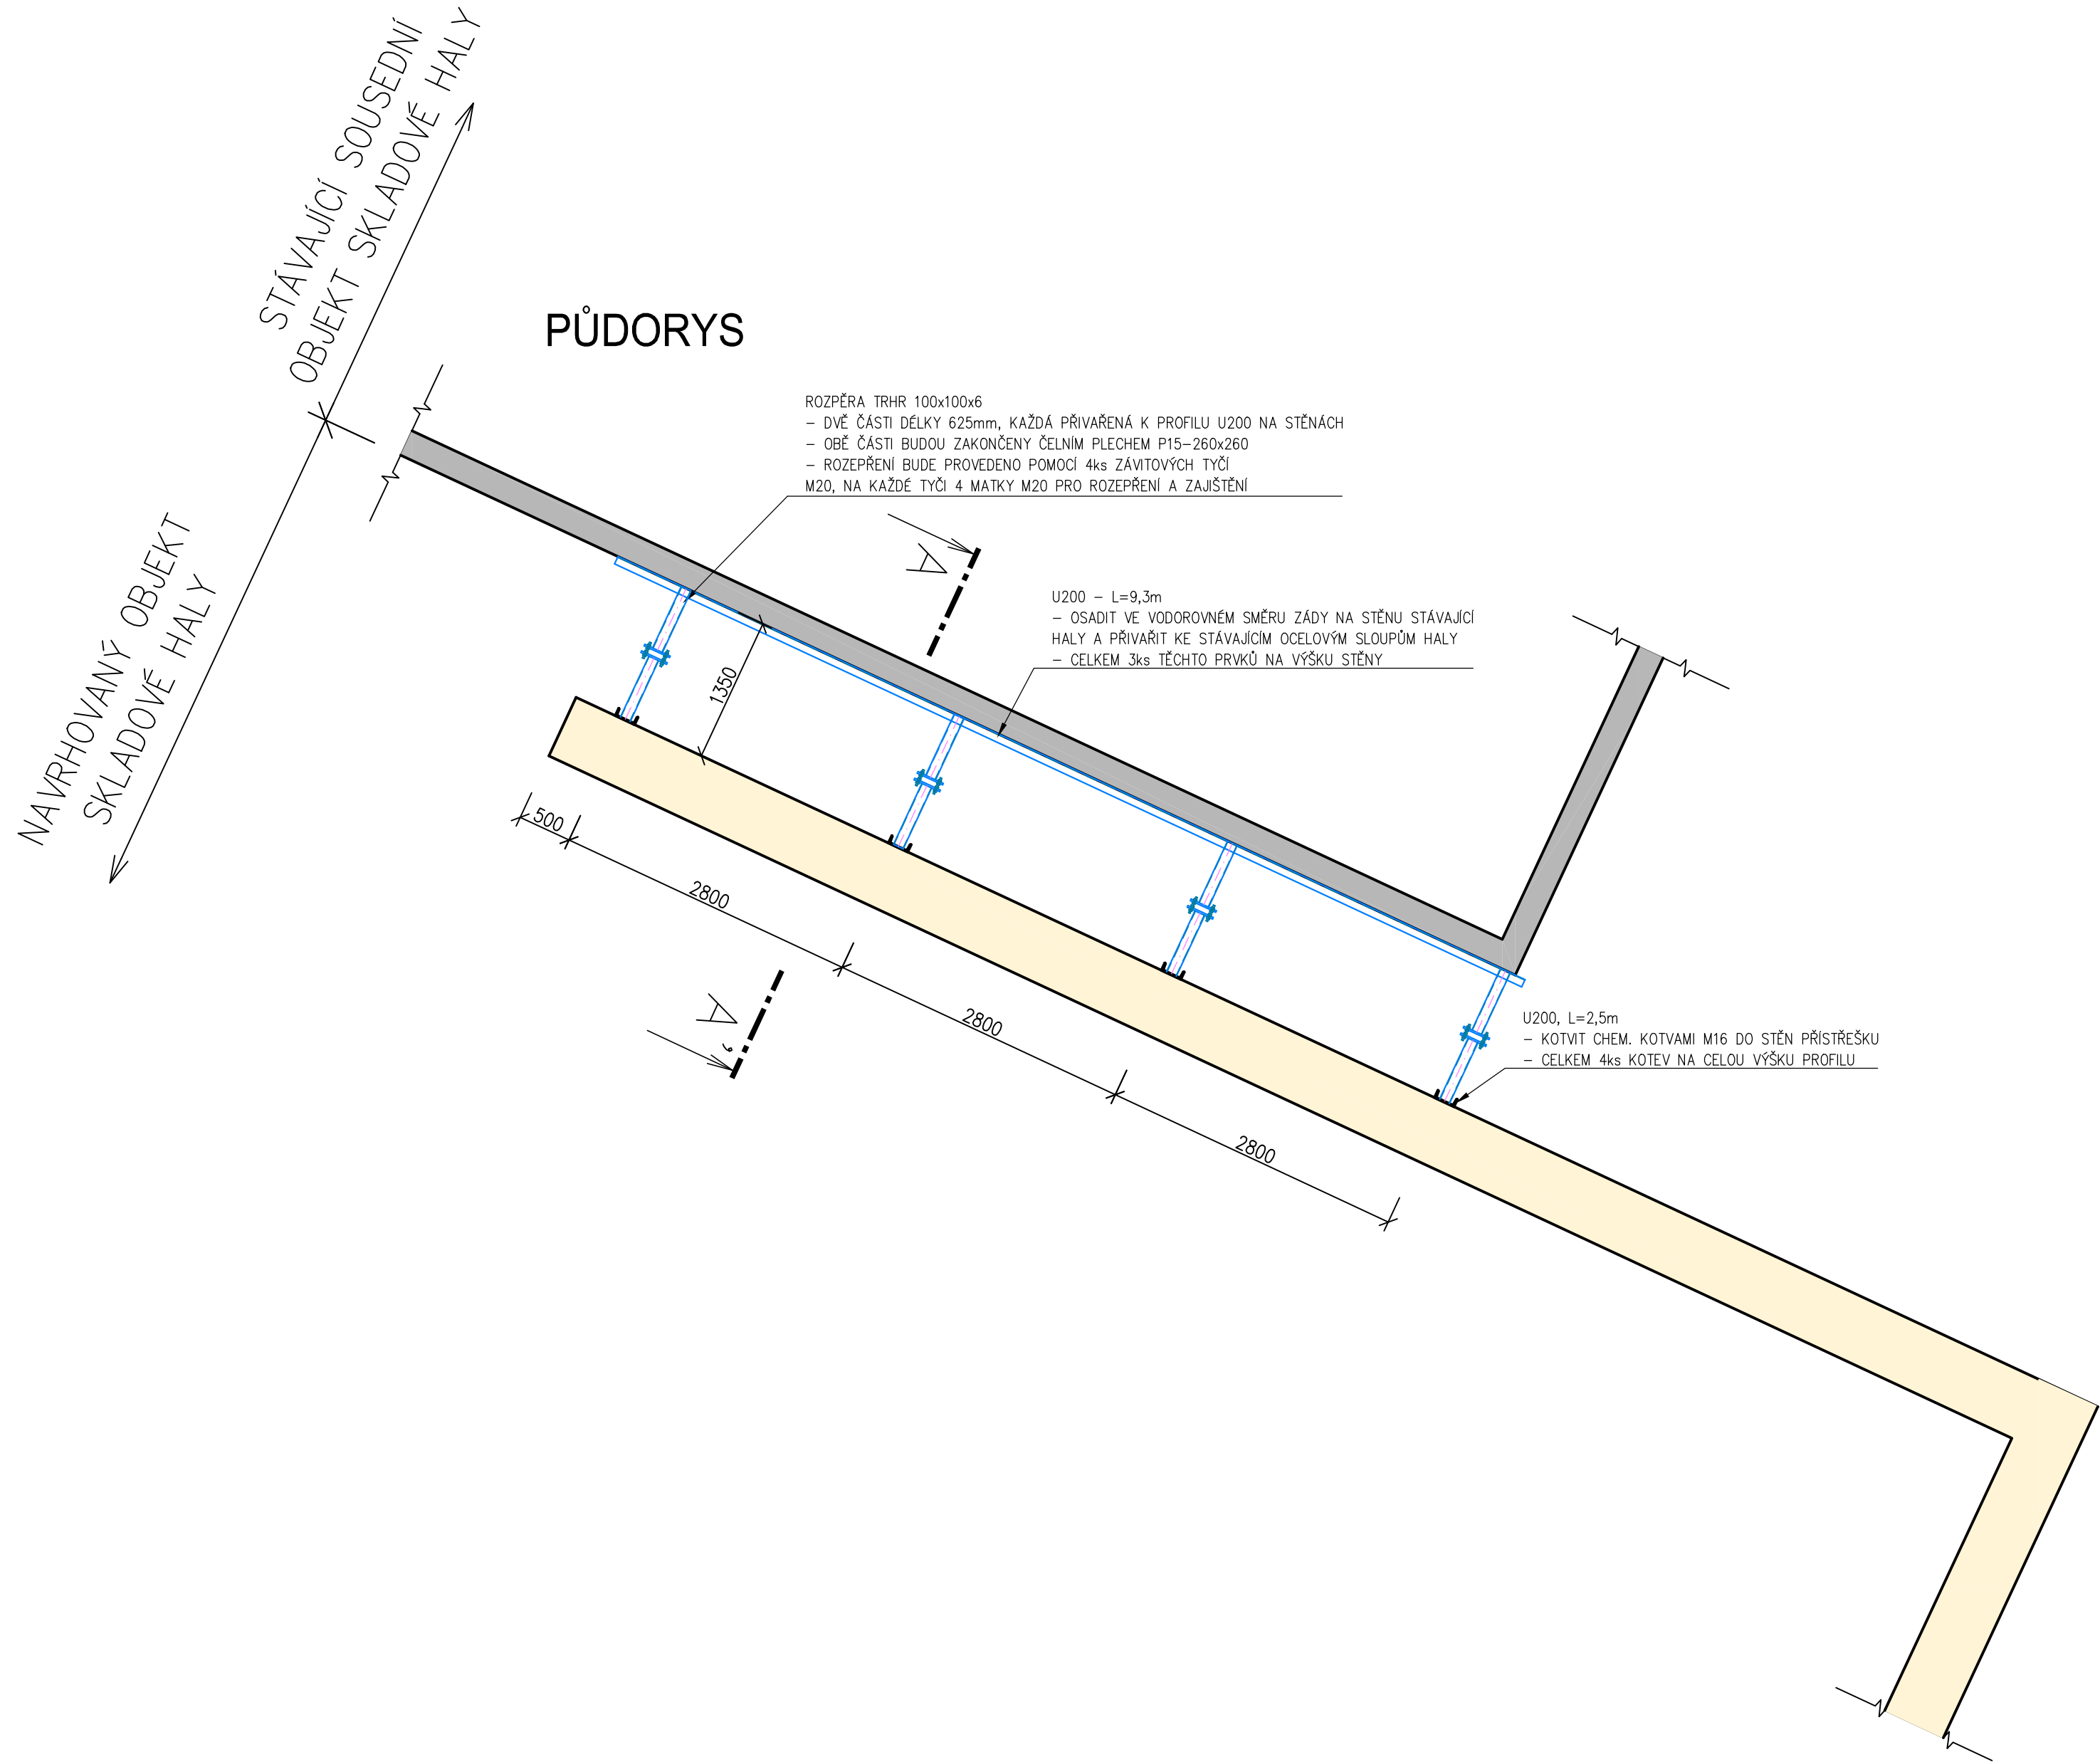 STÁVAJÍCÍ SOUSEDNÍ
OBJEKT SKLADOVÉ HALY
PŮDORYS
ROZPĚRA TRHR 100x100x6
– DVĚ ČÁSTI DÉLKY 625mm, KAŽDÁ PŘIVAŘENÁ K PROFILU U200 NA STĚNÁCH
– OBĚ ČÁSTI BUDOU ZAKONČENY ČELNÍM PLECHEM P15–260x260
– ROZEPŘENÍ BUDE PROVEDENO POMOCÍ 4ks ZÁVITOVÝCH TYČÍ
M20, NA KAŽDÉ TYČI 4 MATKY M20 PRO ROZEPŘENÍ A ZAJIŠTĚNÍ
NAVRHOVANÝ OBJEKT
SKLADOVÉ HALY
A
U200 – L=9,3m
– OSADIT VE VODOROVNÉM SMĚRU ZÁDY NA STĚNU STÁVAJÍCÍ
HALY A PŘIVAŘIT KE STÁVAJÍCÍM OCELOVÝM SLOUPŮM HALY
– CELKEM 3ks TĚCHTO PRVKŮ NA VÝŠKU STĚNY
1350
500
2800
2800
2800
A‘
U200, L=2,5m
– KOTVIT CHEM. KOTVAMI M16 DO STĚN PŘÍSTŘEŠKU
– CELKEM 4ks KOTEV NA CELOU VÝŠKU PROFILU